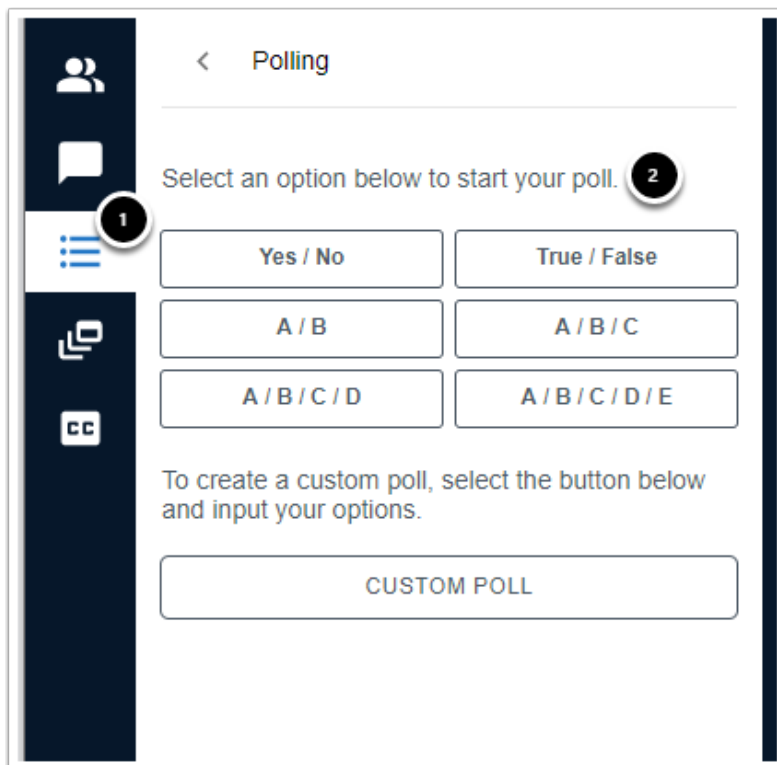 Polling
Select an option below to start your poll. 2
1
Yes / No
True / False
A / B
A / B / C
A / B / C / D
A / B / C / D / E
CC
To create a custom poll, select the button below
and input your options.
CUSTOM POLL